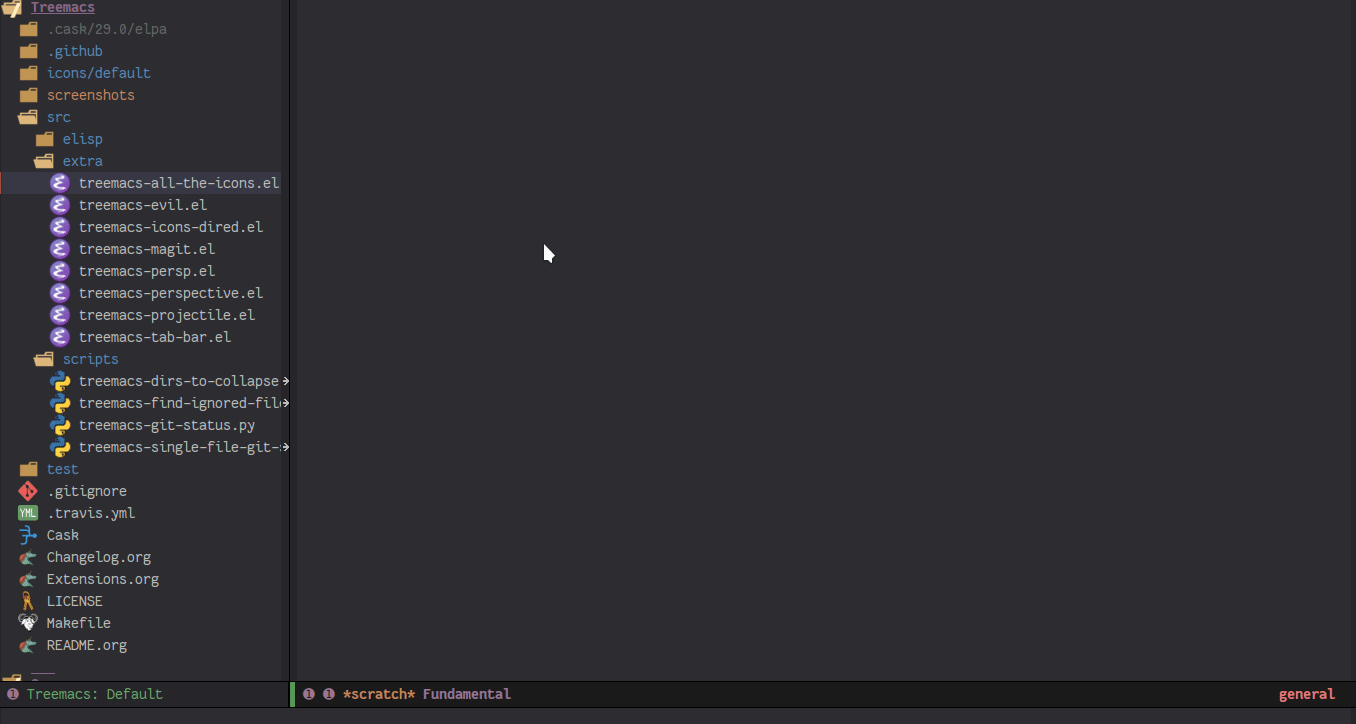 Treemacs
.cask/29.0/elpa
.github
icons/default
screenshots
src
elisp
extra
treemacs-all-the-icons.el
treemacs-evil.el
treemacs-icons-dired.el
treemacs-magit.el
treemacs-persp.el
treemacs-perspective.el
treemacs-projectile.el
treemacs-tab-bar.el
scripts
treemacs-dirs-to-collapse
treemacs-find-ignored-fil
treemacs-git-status.py
treemacs-single-file-git-
test
.gitignore
YML .travis.yml
Cask
Changelog.org
Extensions.org
LICENSE
Makefile
README.org
1 Treemacs: Default
1 1 *scratch* Fundamental general